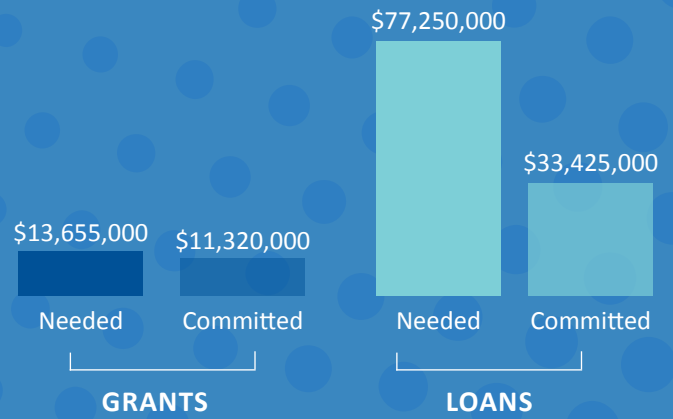 $77,250,000
$33,425,000
$13,655,000
$11,320,000
Needed
Committed
Needed
Committed
GRANTS
LOANS